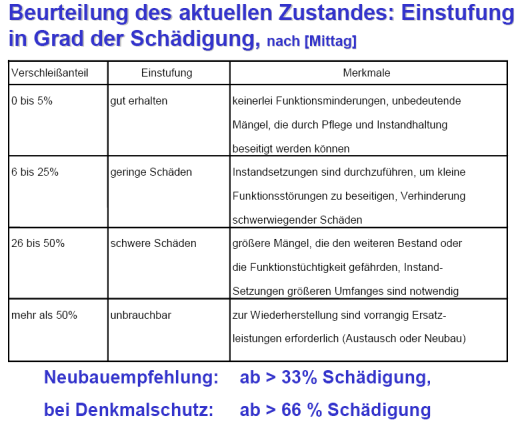 Beurteilung des aktuellen Zustandes: Einstufung
in Grad der Schädigung, nach [Mittag]
Verschleißanteil Einstufung Merkmale
0 bis 5% gut erhalten keinerlei Funktionsminderungen, unbedeutende
Mängel, die durch Pflege und Instandhaltung
beseitigt werden können
6 bis 25% geringe Schäden Instandsetzungen sind durchzuführen, um kleine
Funktionsstörungen zu beseitigen, Verhinderung
schwerwiegender Schäden
26 bis 50% schwere Schäden größere Mängel, die den weiteren Bestand oder
die Funktionstüchtigkeit gefährden, Instand-
Setzungen größeren Umfanges sind notwendig
mehr als 50% unbrauchbar zur Wiederherstellung sind vorrangig Ersatz-
leistungen erforderlich (Austausch oder Neubau)
Neubauempfehlung: ab > 33% Schädigung,
bei Denkmalschutz: ab > 66 % Schädigung